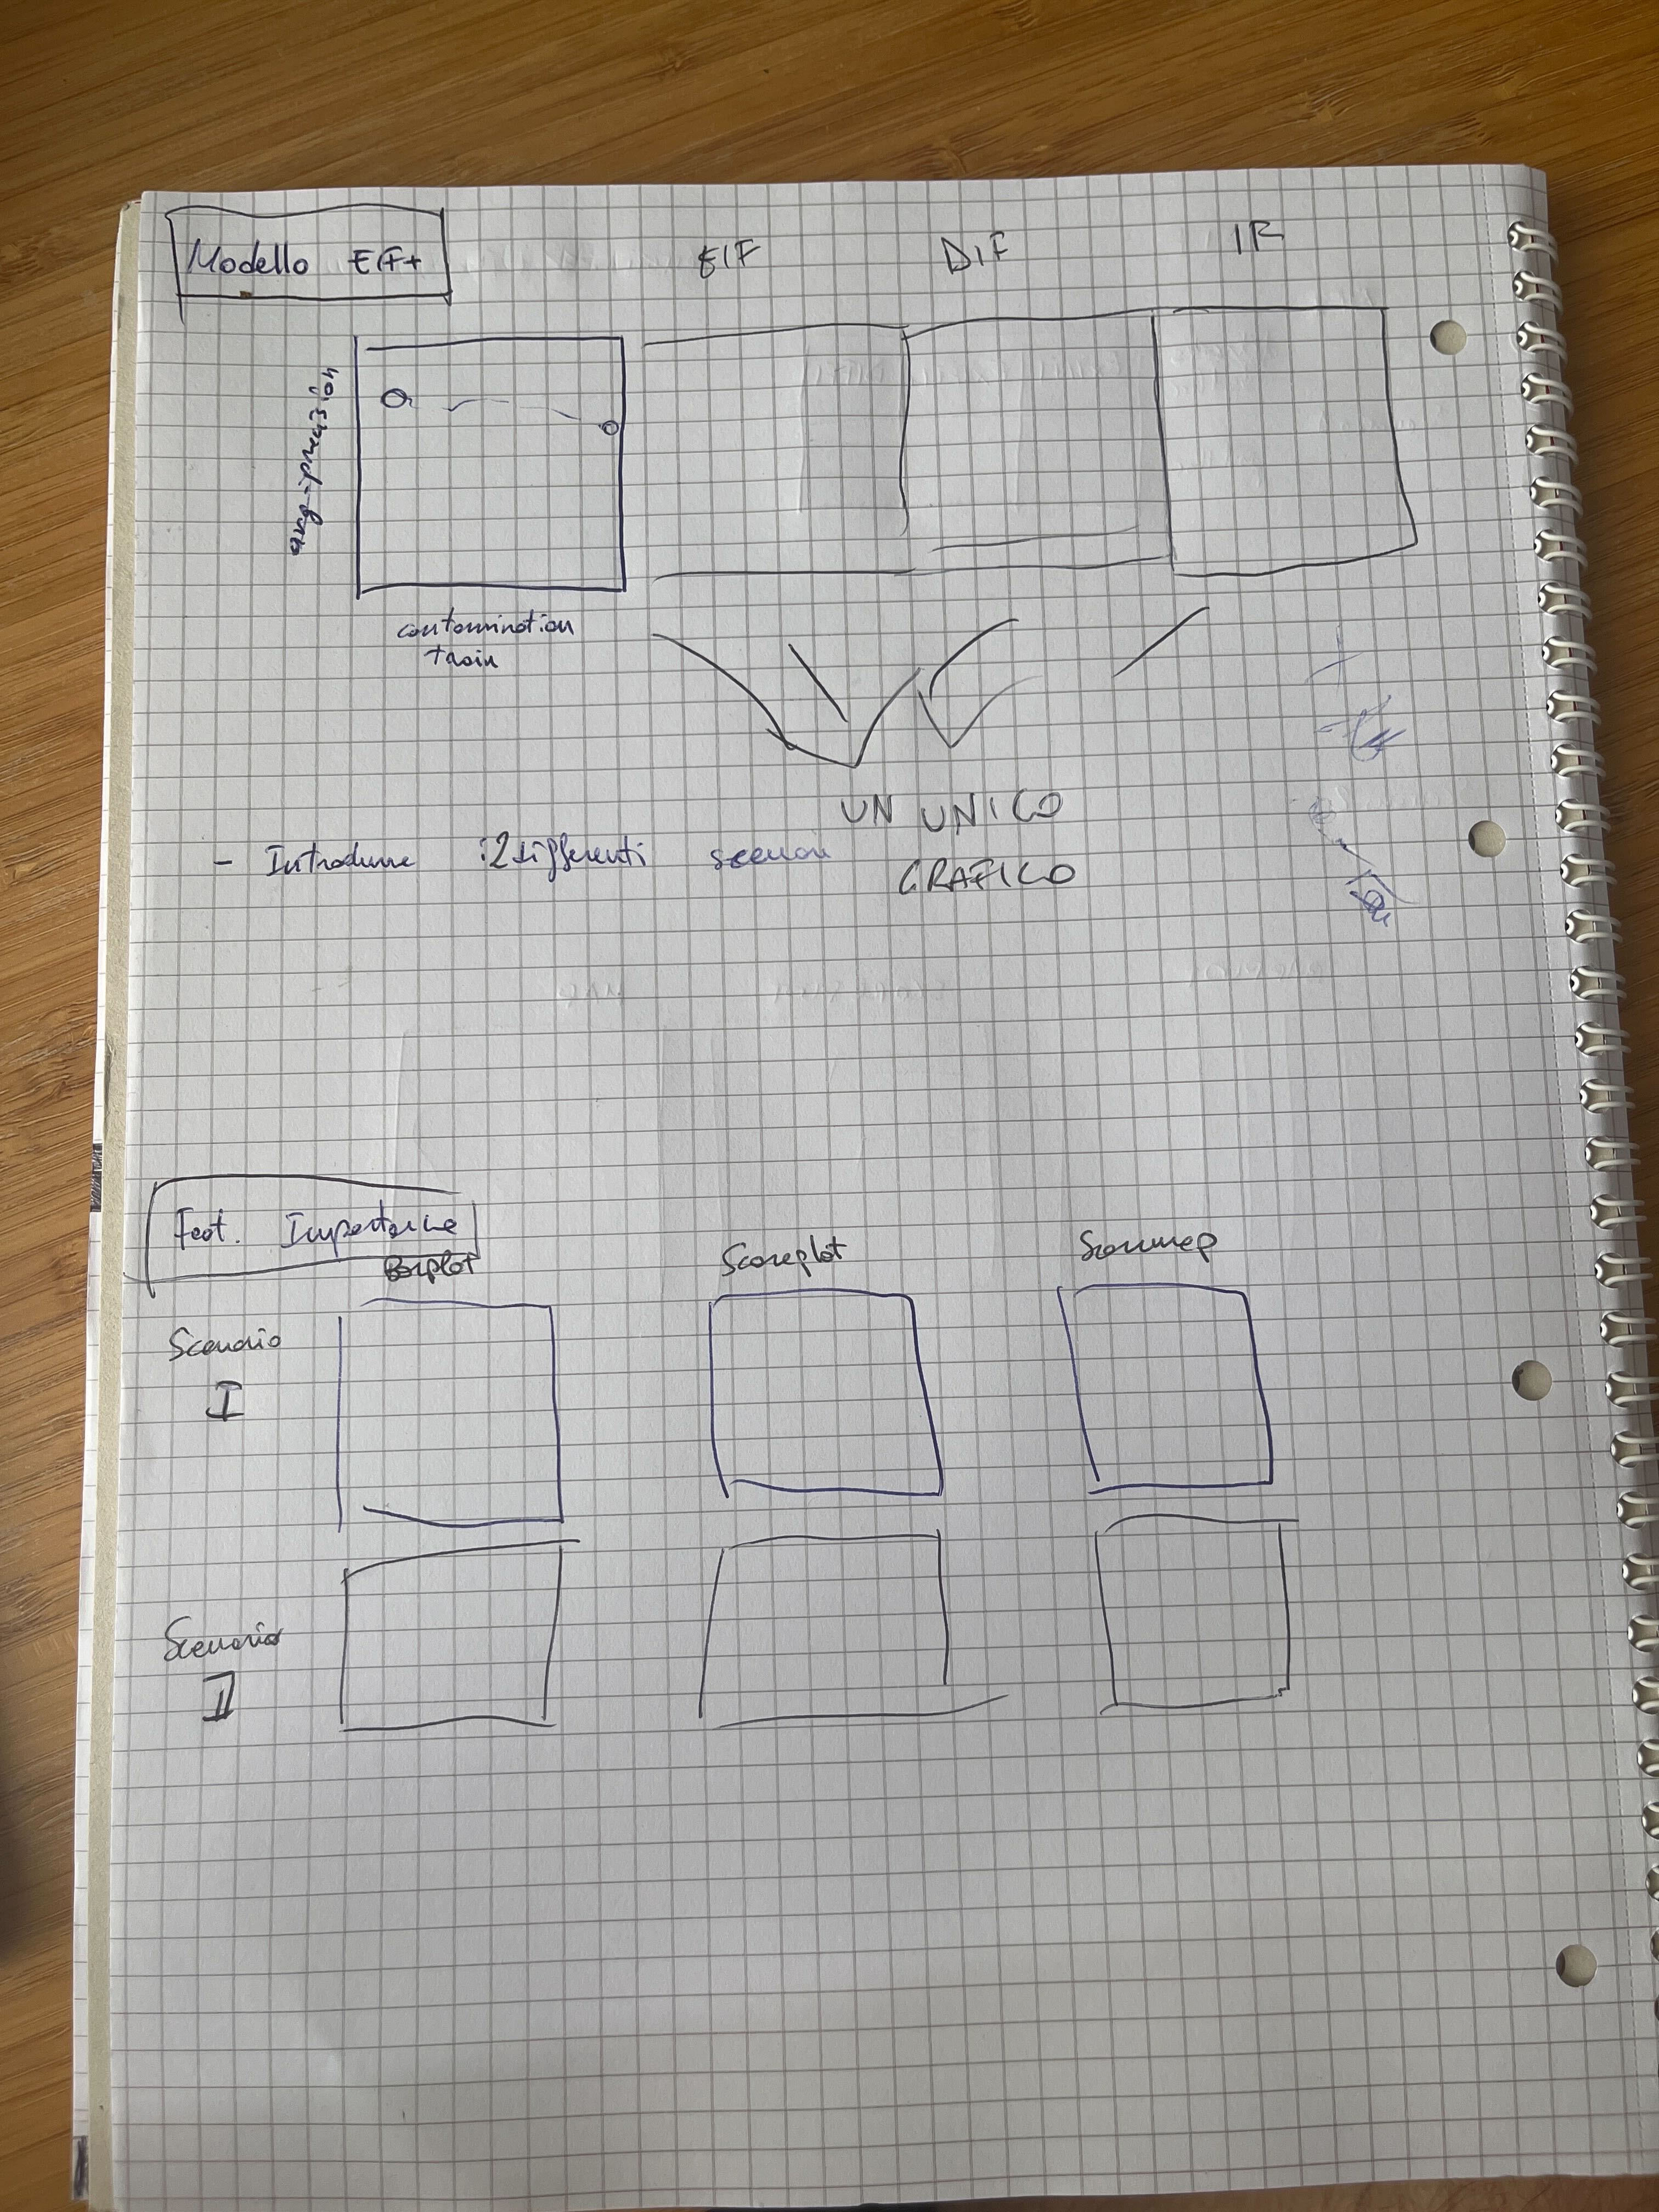 Modello EIF+ EIF DIF IF
avg-precision
contamination
train
UN UNICO
GRAFICO
- Introdurre i 2 differenti scenari
Feat. Importance
Barplot Scoreplot Scoremap
Scenario
I
Scenario
II